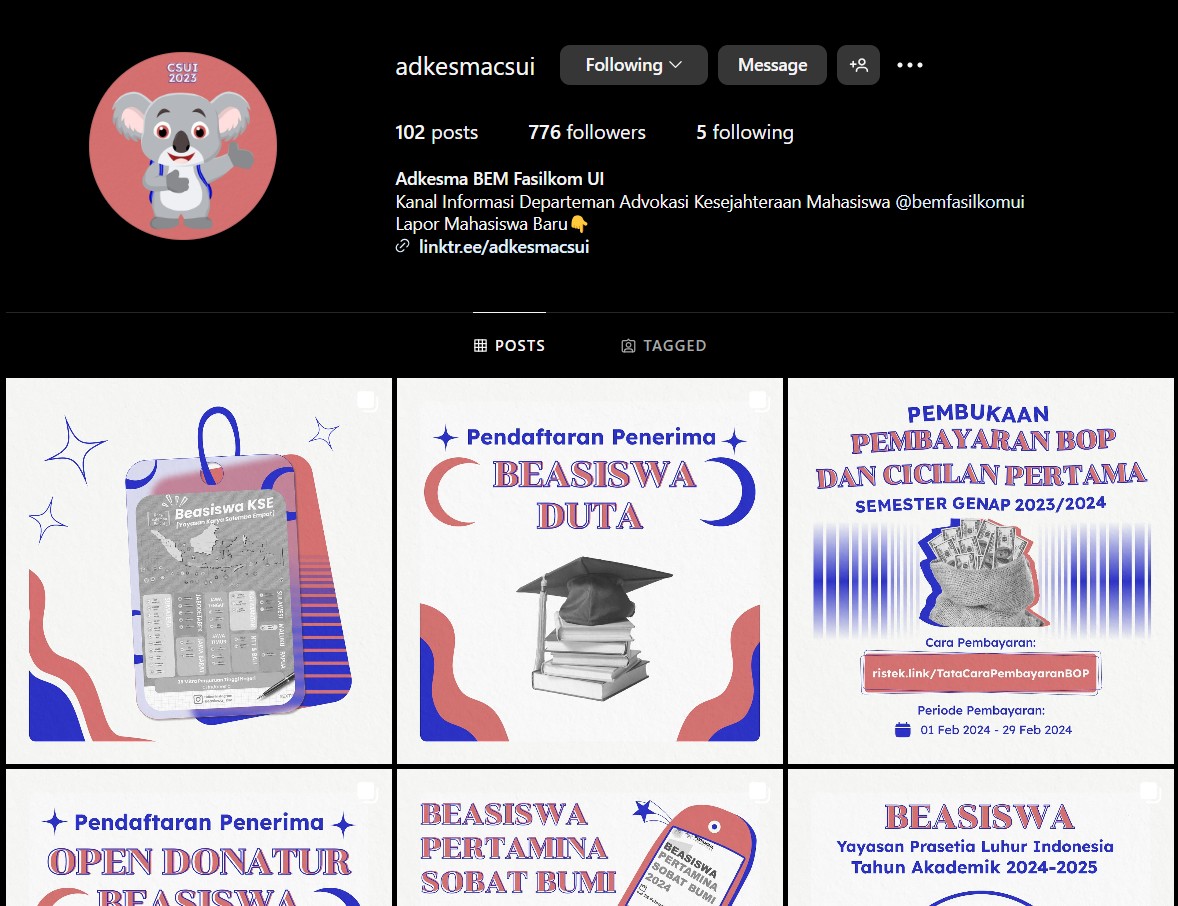 CSUI
2023
adkesmacsui
Following
Message
102 posts
776 followers
5 following
Adkesma BEM Fasilkom UI
Kanal Informasi Departeman Advokasi Kesejahteraan Mahasiswa @bemfasilkomui
Lapor Mahasiswa Baru👇
linktr.ee/adkesmacsui
POSTS
TAGGED
Beasiswa KSE
(Yayasan Karya Salemba Empat)
Pendaftaran Penerima
BEASISWA
DUTA
PEMBUKAAN
PEMBAYARAN BOP
DAN CICILAN PERTAMA
SEMESTER GENAP 2023/2024
Cara Pembayaran:
ristek.link/TataCaraPembayaranBOP
Periode Pembayaran:
01 Feb 2024 - 29 Feb 2024
Pendaftaran Penerima
OPEN DONATUR
BEASISWA
BEASISWA
PERTAMINA
SOBAT BUMI
BEASISWA
PERTAMINA
SOBAT BUMI
2024
BEASISWA
Yayasan Prasetia Luhur Indonesia
Tahun Akademik 2024-2025